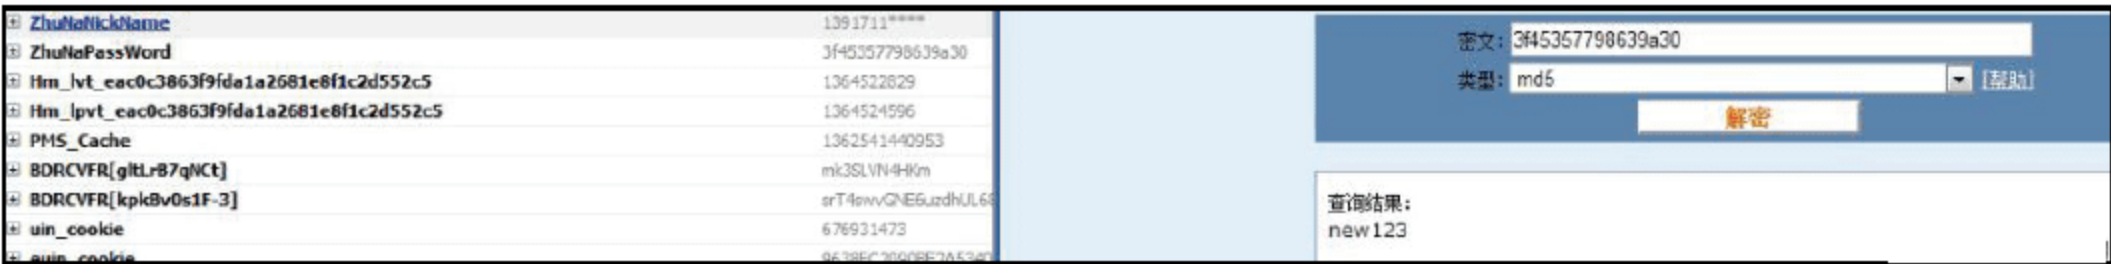 ZhuNaNickName 1391711****
ZhuNaPassWord 3f45357798639a30
Hm_lvt_eac0c3863f9fda1a2681e8f1c2d552c5 1364522829
Hm_lpvt_eac0c3863f9fda1a2681e8f1c2d552c5 1364524596
PMS_Cache 1362541440953
BDRCVFR[gltLrB7qNCt] mk3SLVN4HKm
BDRCVFR[kpkBv0s1F-3]
uin_cookie 676931473
euin_cookie
密文: 3f45357798639a30
类型: md5 [帮助]
解密
查询结果:
new123